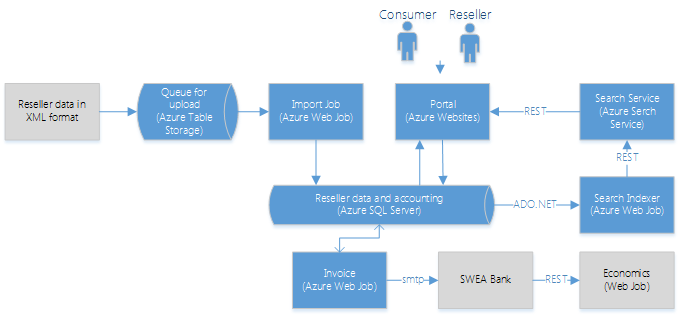 Consumer
Reseller
Reseller data in
XML format
Queue for
upload
(Azure Table
Storage)
Import Job
(Azure Web Job)
Portal
(Azure Websites)
REST
Search Service
(Azure Serch
Service)
REST
Reseller data and accounting
(Azure SQL Server)
ADO.NET
Search Indexer
(Azure Web Job)
Invoice
(Azure Web Job)
smtp
SWEA Bank
REST
Economics
(Web Job)